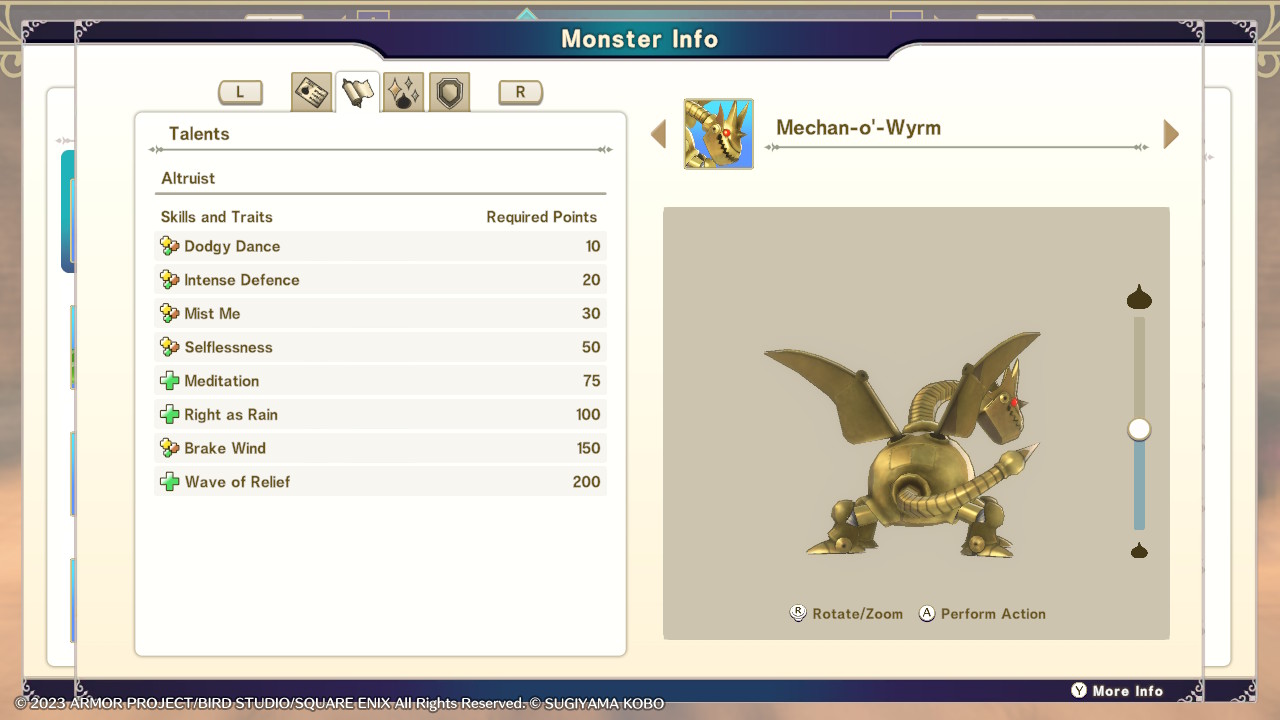 Monster Info
L
R
Talents
Altruist
Skills and Traits Required Points
Dodgy Dance 10
Intense Defence 20
Mist Me 30
Selflessness 50
Meditation 75
Right as Rain 100
Brake Wind 150
Wave of Relief 200
Mechan-o'-Wyrm
R Rotate/Zoom A Perform Action
Y More Info
© 2023 ARMOR PROJECT/BIRD STUDIO/SQUARE ENIX All Rights Reserved. © SUGIYAMA KOBO